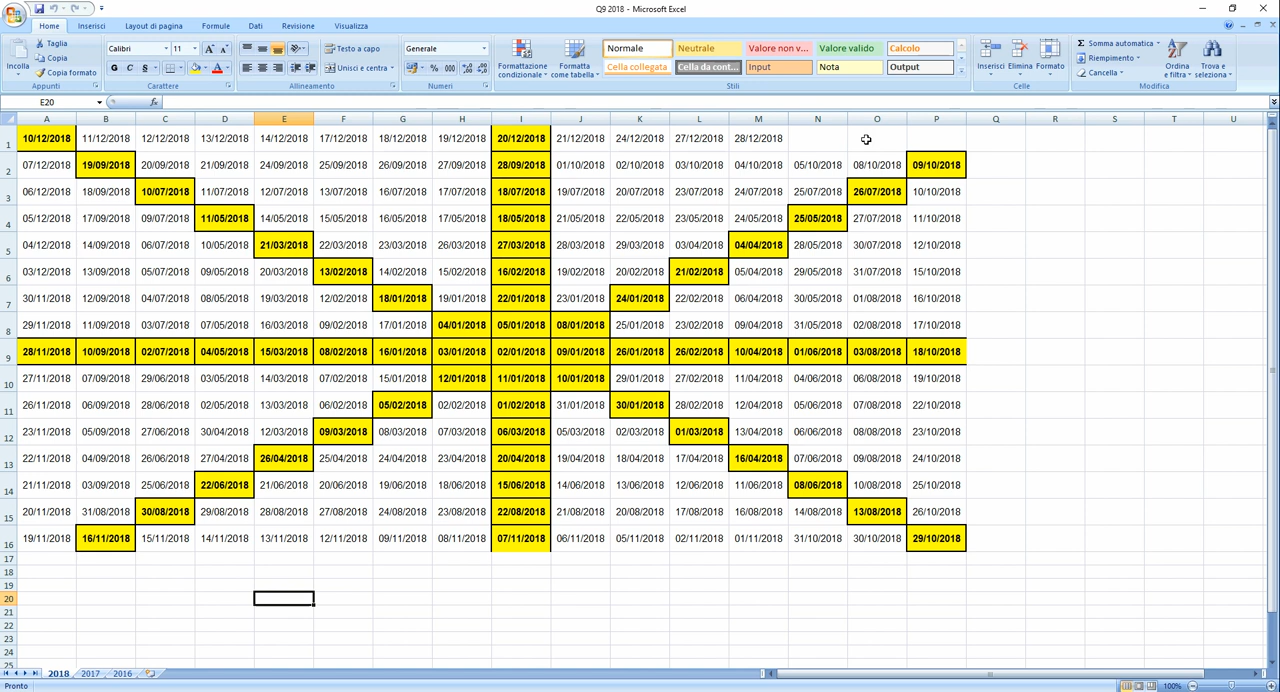 Q9 2018 - Microsoft Excel
Home Inserisci Layout di pagina Formule Dati Revisione Visualizza
Incolla
Taglia
Copia
Copia formato
Appunti
Calibri 11
G C S
Carattere
Testo a capo
Unisci e centra
Allineamento
Generale
% 000
Numeri
Formattazione condizionale
Formatta come tabella
Normale Neutrale Valore non v... Valore valido Calcolo
Cella collegata Cella da cont... Input Nota Output
Stili
Inserisci Elimina Formato
Celle
Σ Somma automatica
Riempimento
Cancella
Ordina e filtra
Trova e seleziona
Modifica
E20 fx
A B C D E F G H I J K L M N O P Q R S T U
1 10/12/2018 11/12/2018 12/12/2018 13/12/2018 14/12/2018 17/12/2018 18/12/2018 19/12/2018 20/12/2018 21/12/2018 24/12/2018 27/12/2018 28/12/2018
2 07/12/2018 19/09/2018 20/09/2018 21/09/2018 24/09/2018 25/09/2018 26/09/2018 27/09/2018 28/09/2018 01/10/2018 02/10/2018 03/10/2018 04/10/2018 05/10/2018 08/10/2018 09/10/2018
3 06/12/2018 18/09/2018 10/07/2018 11/07/2018 12/07/2018 13/07/2018 16/07/2018 17/07/2018 18/07/2018 19/07/2018 20/07/2018 23/07/2018 24/07/2018 25/07/2018 26/07/2018 10/10/2018
4 05/12/2018 17/09/2018 09/07/2018 11/05/2018 14/05/2018 15/05/2018 16/05/2018 17/05/2018 18/05/2018 21/05/2018 22/05/2018 23/05/2018 24/05/2018 25/05/2018 27/07/2018 11/10/2018
5 04/12/2018 14/09/2018 06/07/2018 10/05/2018 21/03/2018 22/03/2018 23/03/2018 26/03/2018 27/03/2018 28/03/2018 29/03/2018 03/04/2018 04/04/2018 28/05/2018 30/07/2018 12/10/2018
6 03/12/2018 13/09/2018 05/07/2018 09/05/2018 20/03/2018 13/02/2018 14/02/2018 15/02/2018 16/02/2018 19/02/2018 20/02/2018 21/02/2018 05/04/2018 29/05/2018 31/07/2018 15/10/2018
7 30/11/2018 12/09/2018 04/07/2018 08/05/2018 19/03/2018 12/02/2018 18/01/2018 19/01/2018 22/01/2018 23/01/2018 24/01/2018 22/02/2018 06/04/2018 30/05/2018 01/08/2018 16/10/2018
8 29/11/2018 11/09/2018 03/07/2018 07/05/2018 16/03/2018 09/02/2018 17/01/2018 04/01/2018 05/01/2018 08/01/2018 25/01/2018 23/02/2018 09/04/2018 31/05/2018 02/08/2018 17/10/2018
9 28/11/2018 10/09/2018 02/07/2018 04/05/2018 15/03/2018 08/02/2018 16/01/2018 03/01/2018 02/01/2018 09/01/2018 26/01/2018 26/02/2018 10/04/2018 01/06/2018 03/08/2018 18/10/2018
10 27/11/2018 07/09/2018 29/06/2018 03/05/2018 14/03/2018 07/02/2018 15/01/2018 12/01/2018 11/01/2018 10/01/2018 29/01/2018 27/02/2018 11/04/2018 04/06/2018 06/08/2018 19/10/2018
11 26/11/2018 06/09/2018 28/06/2018 02/05/2018 13/03/2018 06/02/2018 05/02/2018 02/02/2018 01/02/2018 31/01/2018 30/01/2018 28/02/2018 12/04/2018 05/06/2018 07/08/2018 22/10/2018
12 23/11/2018 05/09/2018 27/06/2018 30/04/2018 12/03/2018 09/03/2018 08/03/2018 07/03/2018 06/03/2018 05/03/2018 02/03/2018 01/03/2018 13/04/2018 06/06/2018 08/08/2018 23/10/2018
13 22/11/2018 04/09/2018 26/06/2018 27/04/2018 26/04/2018 25/04/2018 24/04/2018 23/04/2018 20/04/2018 19/04/2018 18/04/2018 17/04/2018 16/04/2018 07/06/2018 09/08/2018 24/10/2018
14 21/11/2018 03/09/2018 25/06/2018 22/06/2018 21/06/2018 20/06/2018 19/06/2018 18/06/2018 15/06/2018 14/06/2018 13/06/2018 12/06/2018 11/06/2018 08/06/2018 10/08/2018 25/10/2018
15 20/11/2018 31/08/2018 30/08/2018 29/08/2018 28/08/2018 27/08/2018 24/08/2018 23/08/2018 22/08/2018 21/08/2018 20/08/2018 17/08/2018 16/08/2018 14/08/2018 13/08/2018 26/10/2018
16 19/11/2018 16/11/2018 15/11/2018 14/11/2018 13/11/2018 12/11/2018 09/11/2018 08/11/2018 07/11/2018 06/11/2018 05/11/2018 02/11/2018 01/11/2018 31/10/2018 30/10/2018 29/10/2018
17
18
19
20
21
22
23
24
25
2018 2017 2016
Pronto 100%